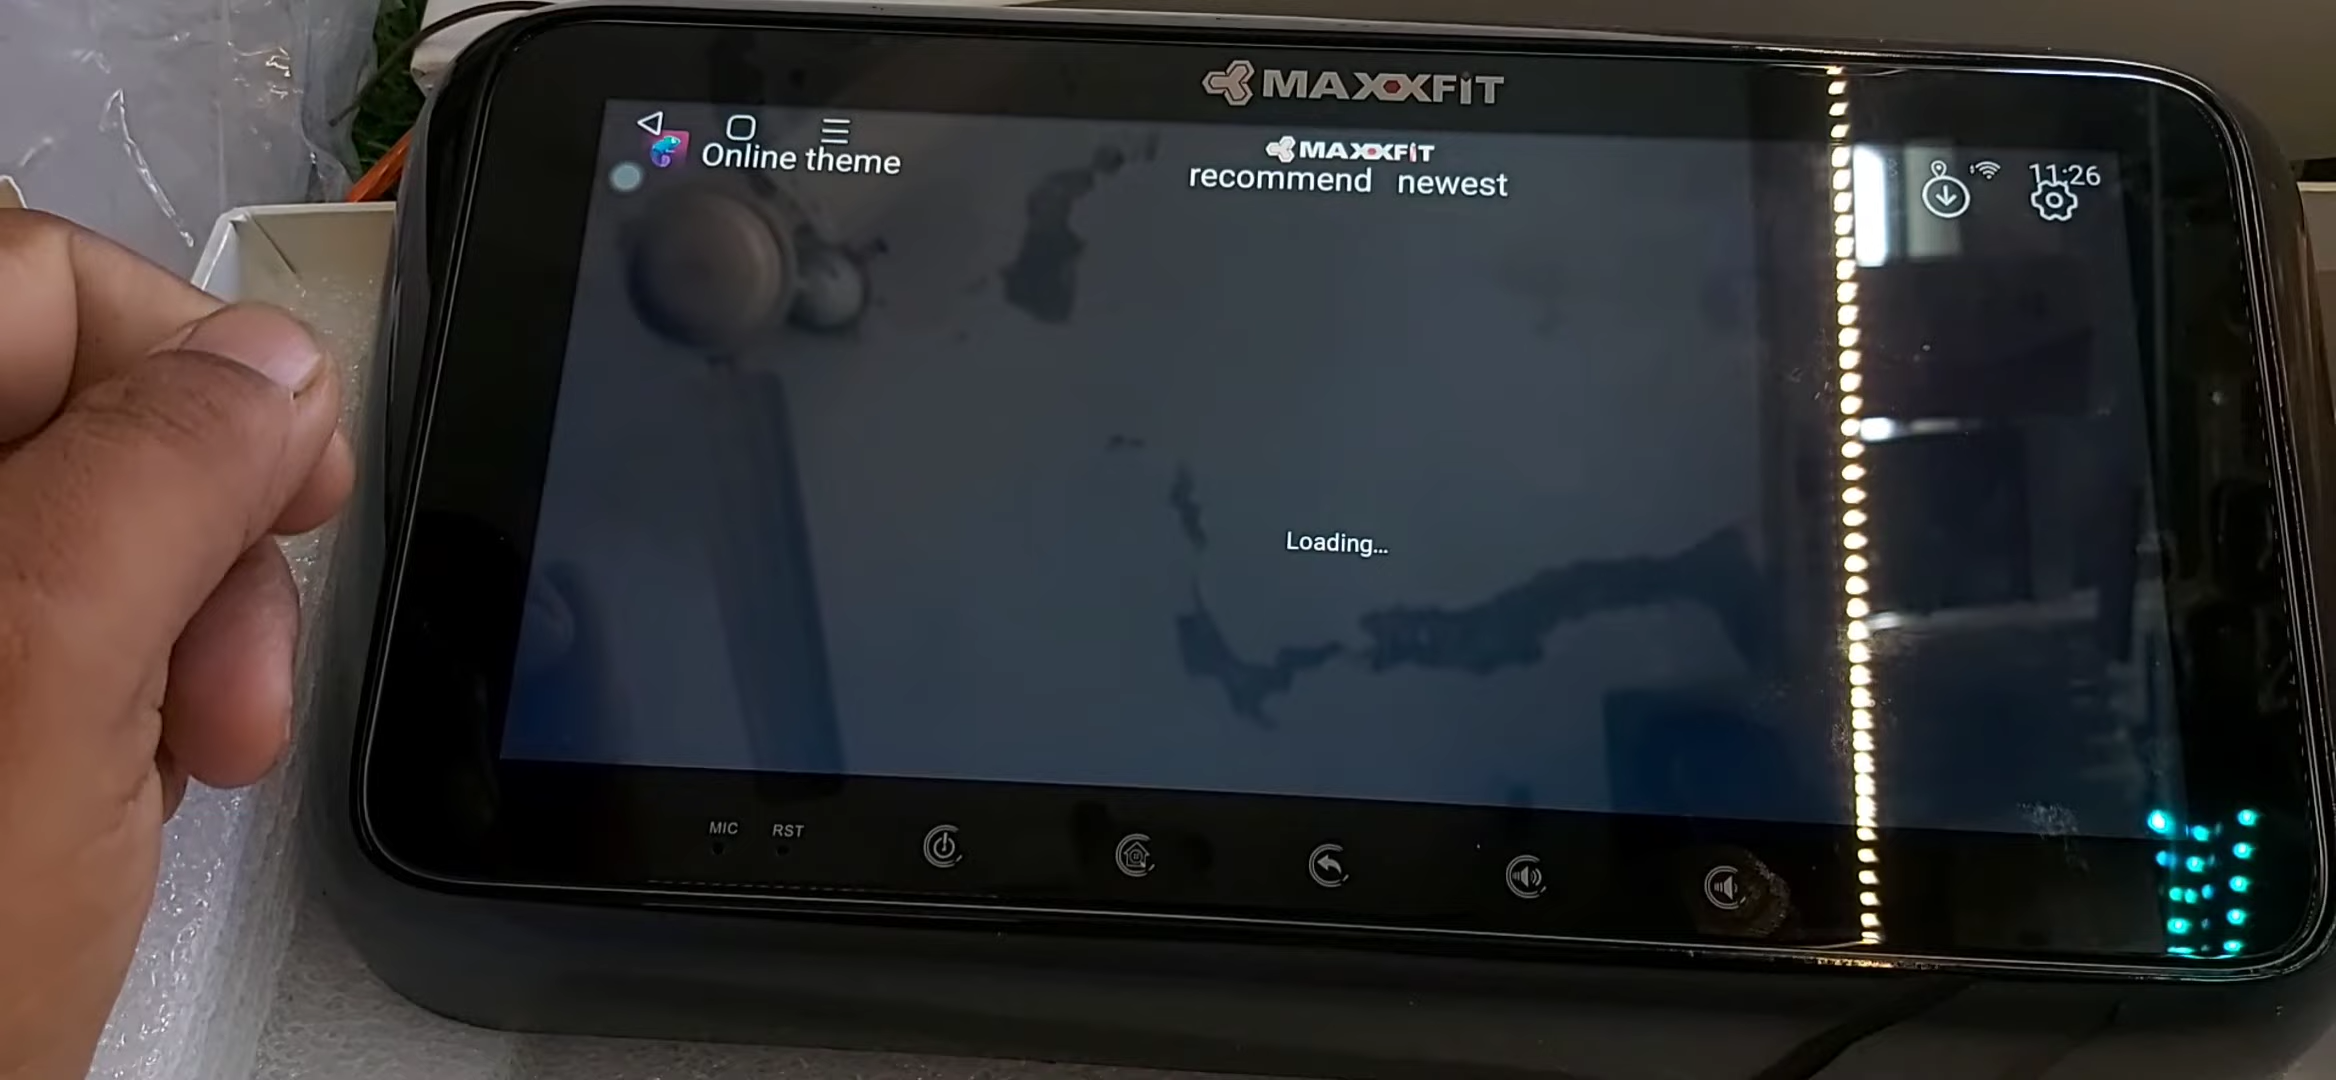 MAXXFiT
MAXXFiT
Online theme
recommend newest
11:26
Loading...
MIC RST